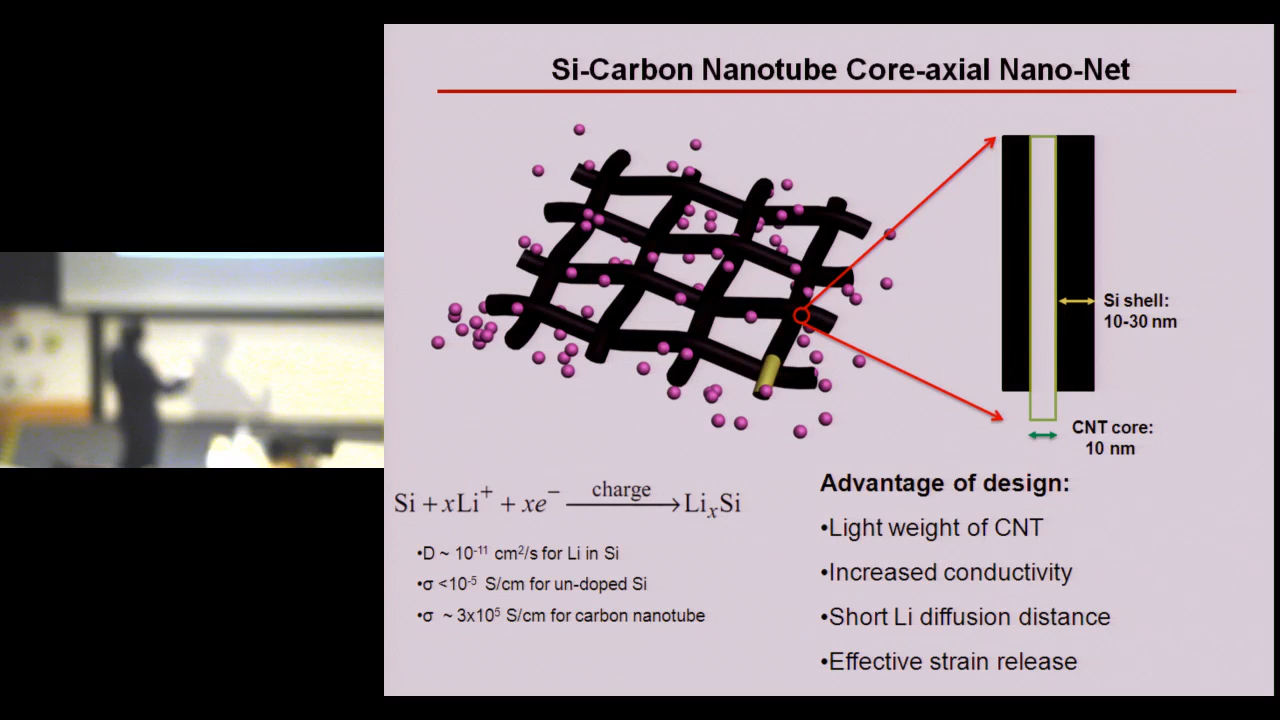 Si-Carbon Nanotube Core-axial Nano-Net
Si shell:
10-30 nm
CNT core:
10 nm
Si + xLi⁺ + xe⁻ charge⟶ LiₓSi
•D ~ 10⁻¹¹ cm²/s for Li in Si
•σ <10⁻⁵ S/cm for un-doped Si
•σ ~ 3x10⁵ S/cm for carbon nanotube
Advantage of design:
•Light weight of CNT
•Increased conductivity
•Short Li diffusion distance
•Effective strain release